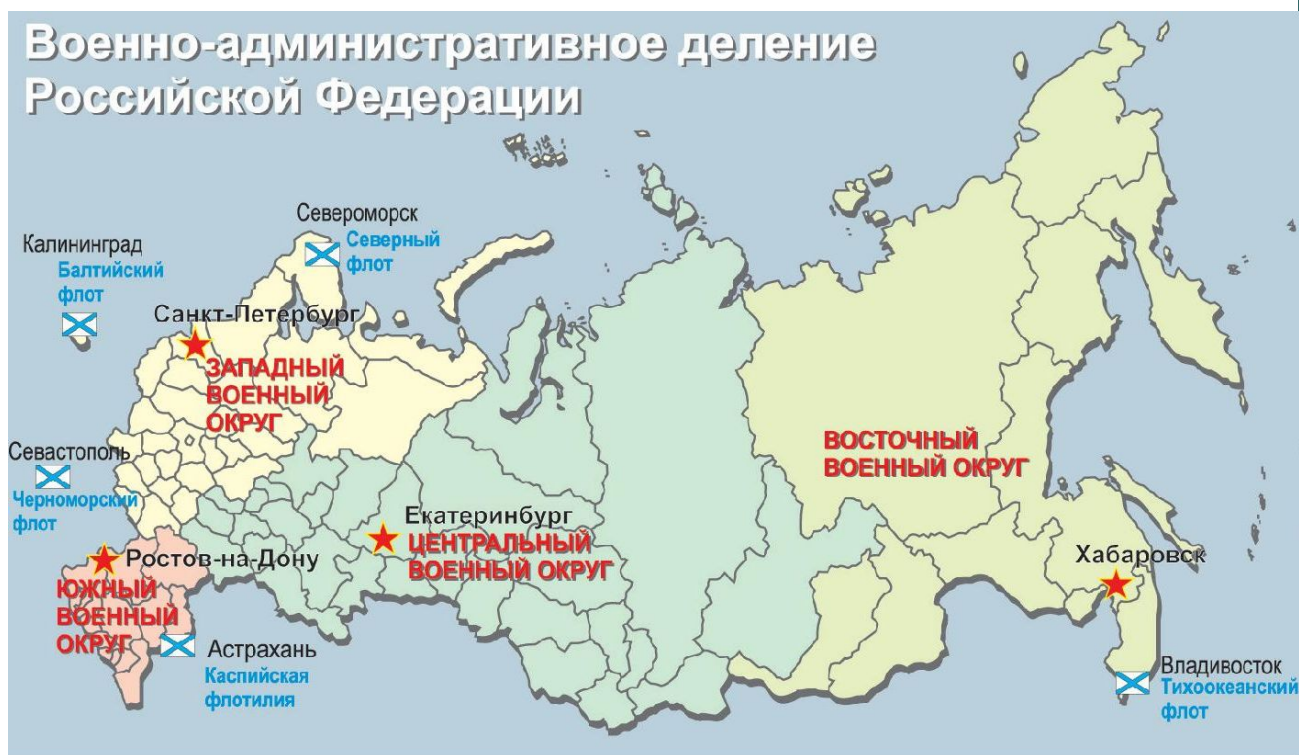 Военно-административное деление
Российской Федерации
Североморск
Северный
флот
Калининград
Балтийский
флот
Санкт-Петербург
ЗАПАДНЫЙ
ВОЕННЫЙ
ОКРУГ
Севастополь
Черноморский
флот
ВОСТОЧНЫЙ
ВОЕННЫЙ ОКРУГ
Екатеринбург
ЦЕНТРАЛЬНЫЙ
ВОЕННЫЙ ОКРУГ
Ростов-на-Дону
ЮЖНЫЙ
ВОЕННЫЙ
ОКРУГ
Хабаровск
Астрахань
Каспийская
флотилия
Владивосток
Тихоокеанский
флот